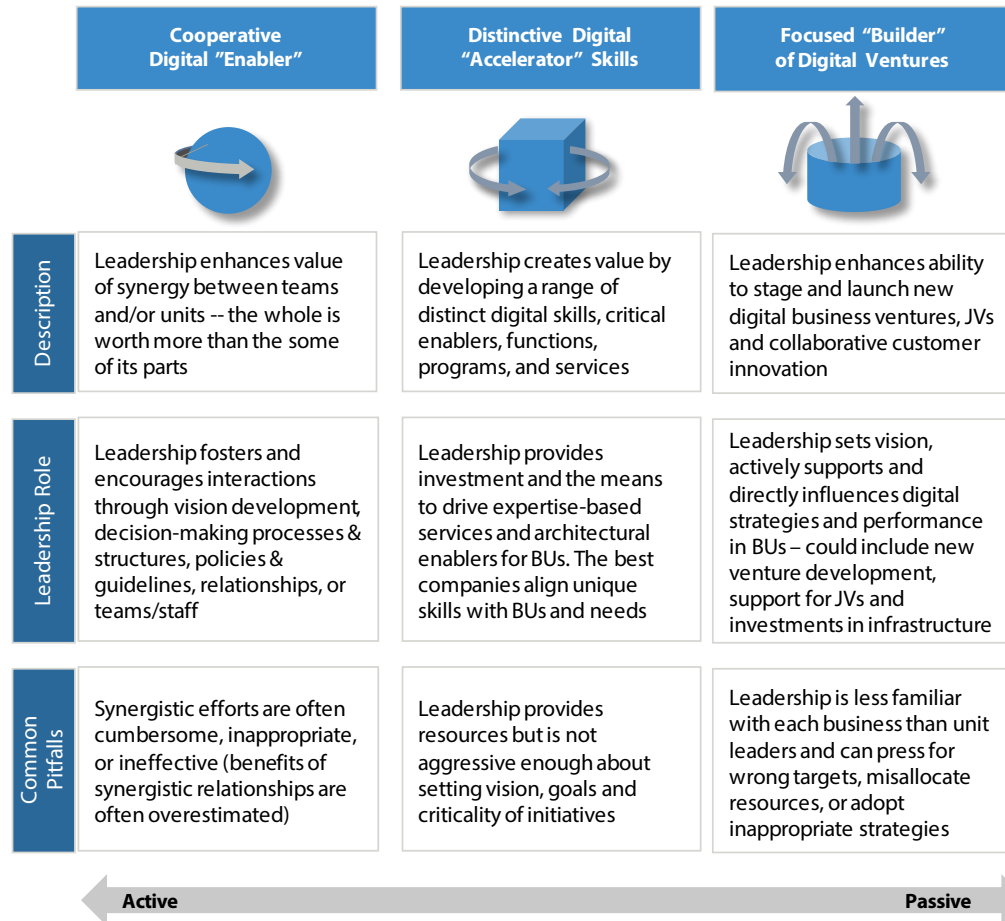 Cooperative
Digital "Enabler"
Distinctive Digital
“Accelerator” Skills
Focused “Builder”
of Digital Ventures
Description
Leadership enhances value
of synergy between teams
and/or units -- the whole is
worth more than the some
of its parts
Leadership creates value by
developing a range of
distinct digital skills, critical
enablers, functions,
programs, and services
Leadership enhances ability
to stage and launch new
digital business ventures, JVs
and collaborative customer
innovation
Leadership Role
Leadership fosters and
encourages interactions
through vision development,
decision-making processes &
structures, policies &
guidelines, relationships, or
teams/staff
Leadership provides
investment and the means
to drive expertise-based
services and architectural
enablers for BUs. The best
companies align unique
skills with BUs and needs
Leadership sets vision,
actively supports and
directly influences digital
strategies and performance
in BUs – could include new
venture development,
support for JVs and
investments in infrastructure
Common
Pitfalls
Synergistic efforts are often
cumbersome, inappropriate,
or ineffective (benefits of
synergistic relationships are
often overestimated)
Leadership provides
resources but is not
aggressive enough about
setting vision, goals and
criticality of initiatives
Leadership is less familiar
with each business than unit
leaders and can press for
wrong targets, misallocate
resources, or adopt
inappropriate strategies
Active
Passive